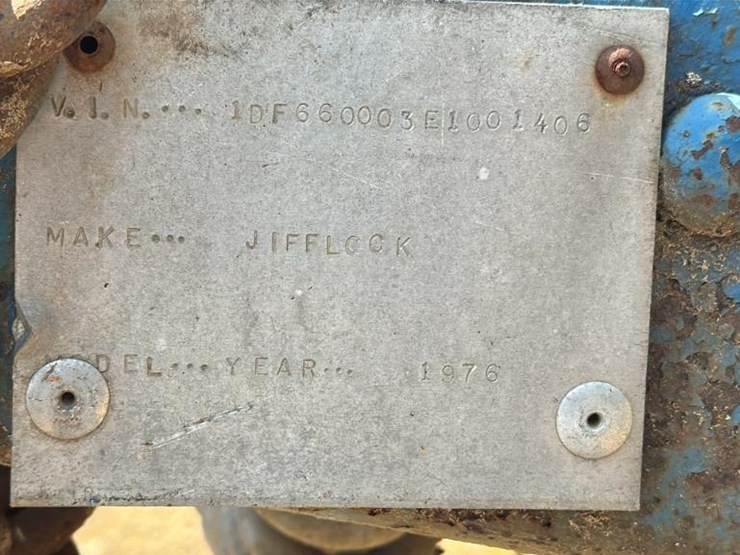 V.I.N.... 1DF660003E1001406
MAKE... JIFFLOCK
DEL... YEAR... 1976